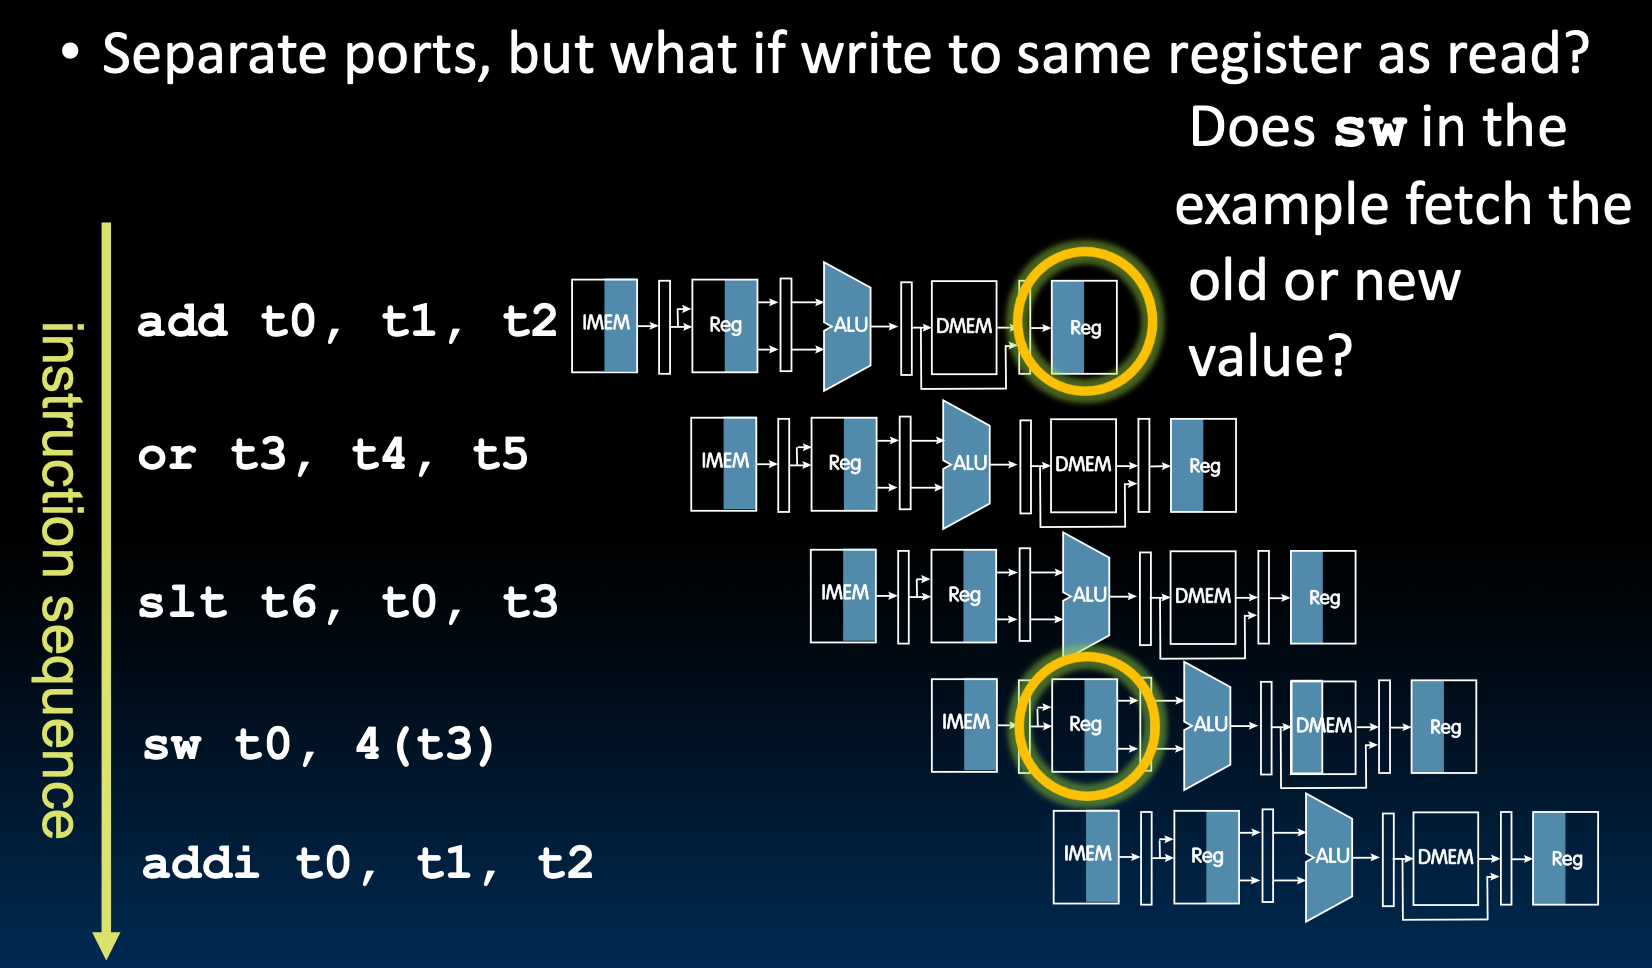 • Separate ports, but what if write to same register as read?
Does sw in the
example fetch the
old or new
value?
instruction sequence
add t0, t1, t2
IMEM Reg ALU DMEM Reg
or t3, t4, t5
IMEM Reg ALU DMEM Reg
slt t6, t0, t3
IMEM Reg ALU DMEM Reg
sw t0, 4(t3)
IMEM Reg ALU DMEM Reg
addi t0, t1, t2
IMEM Reg ALU DMEM Reg